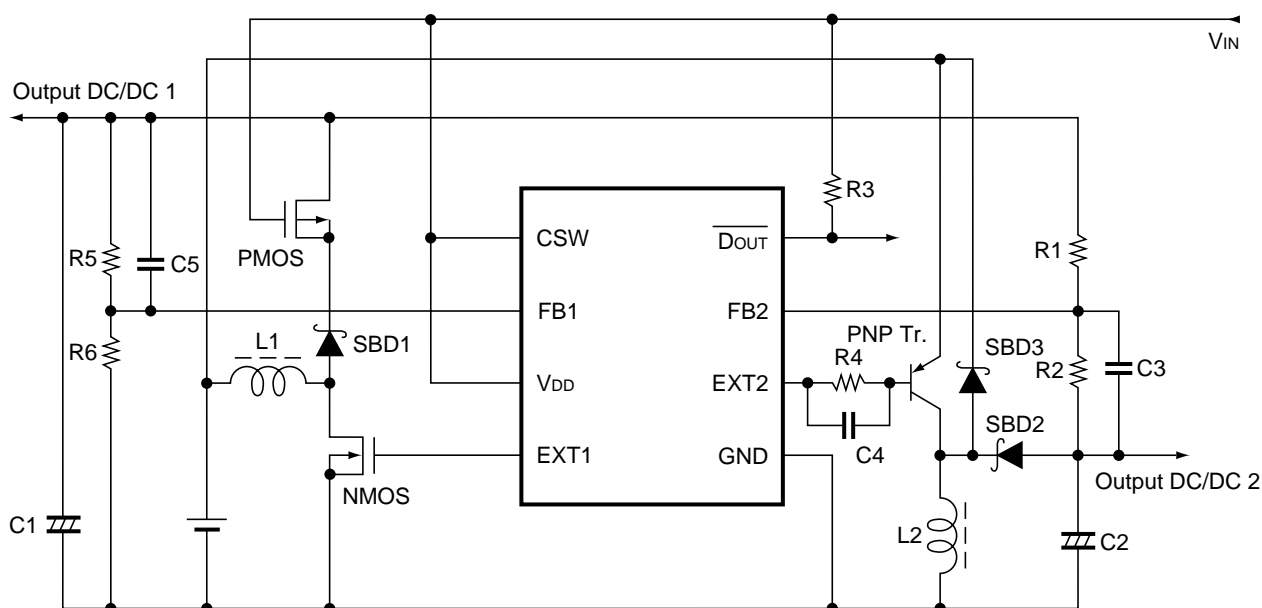 VIN
Output DC/DC 1
R3
CSW
DOUT
R1
PMOS
R5
C5
FB1
FB2
L1
SBD1
PNP Tr.
R6
R4
SBD3
R2
C3
VDD
EXT2
SBD2
C4
EXT1
GND
NMOS
Output DC/DC 2
C1
L2
C2